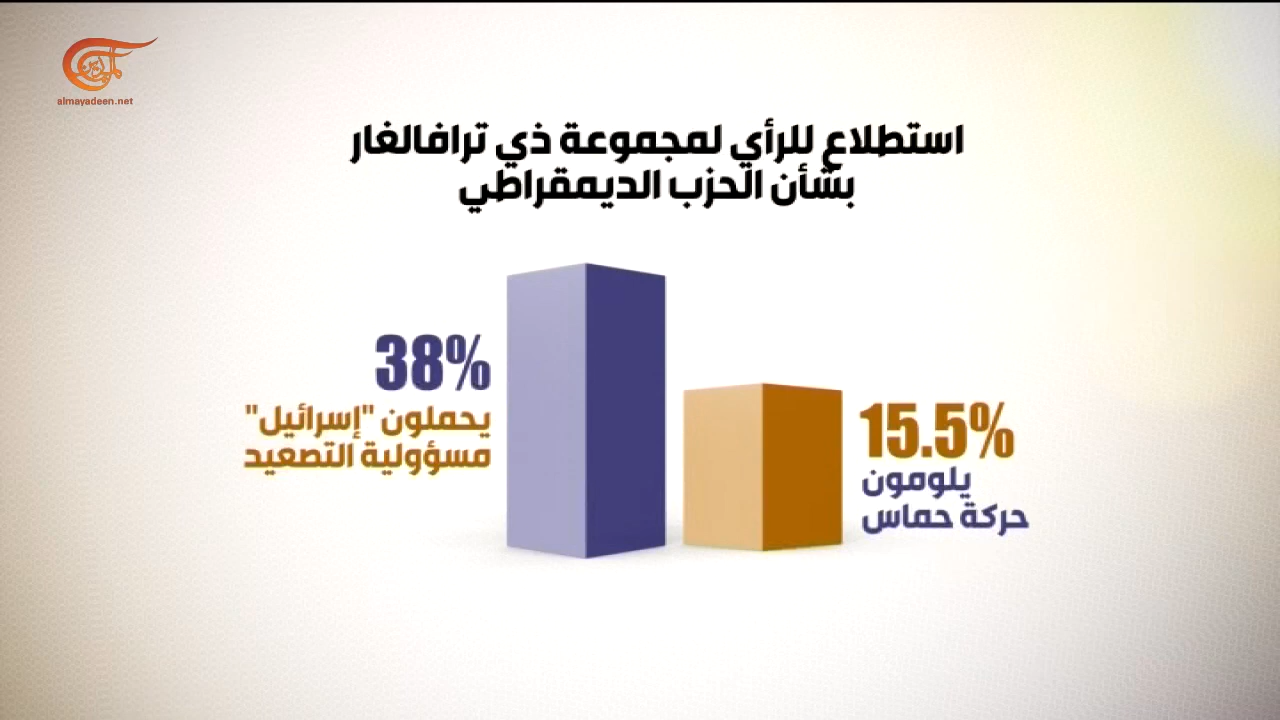 almayadeen.net
استطلاع للرأي لمجموعة ذي ترافالغار
بشأن الحزب الديمقراطي
38%
يحملون "إسرائيل"
مسؤولية التصعيد
15.5%
يلومون
حركة حماس